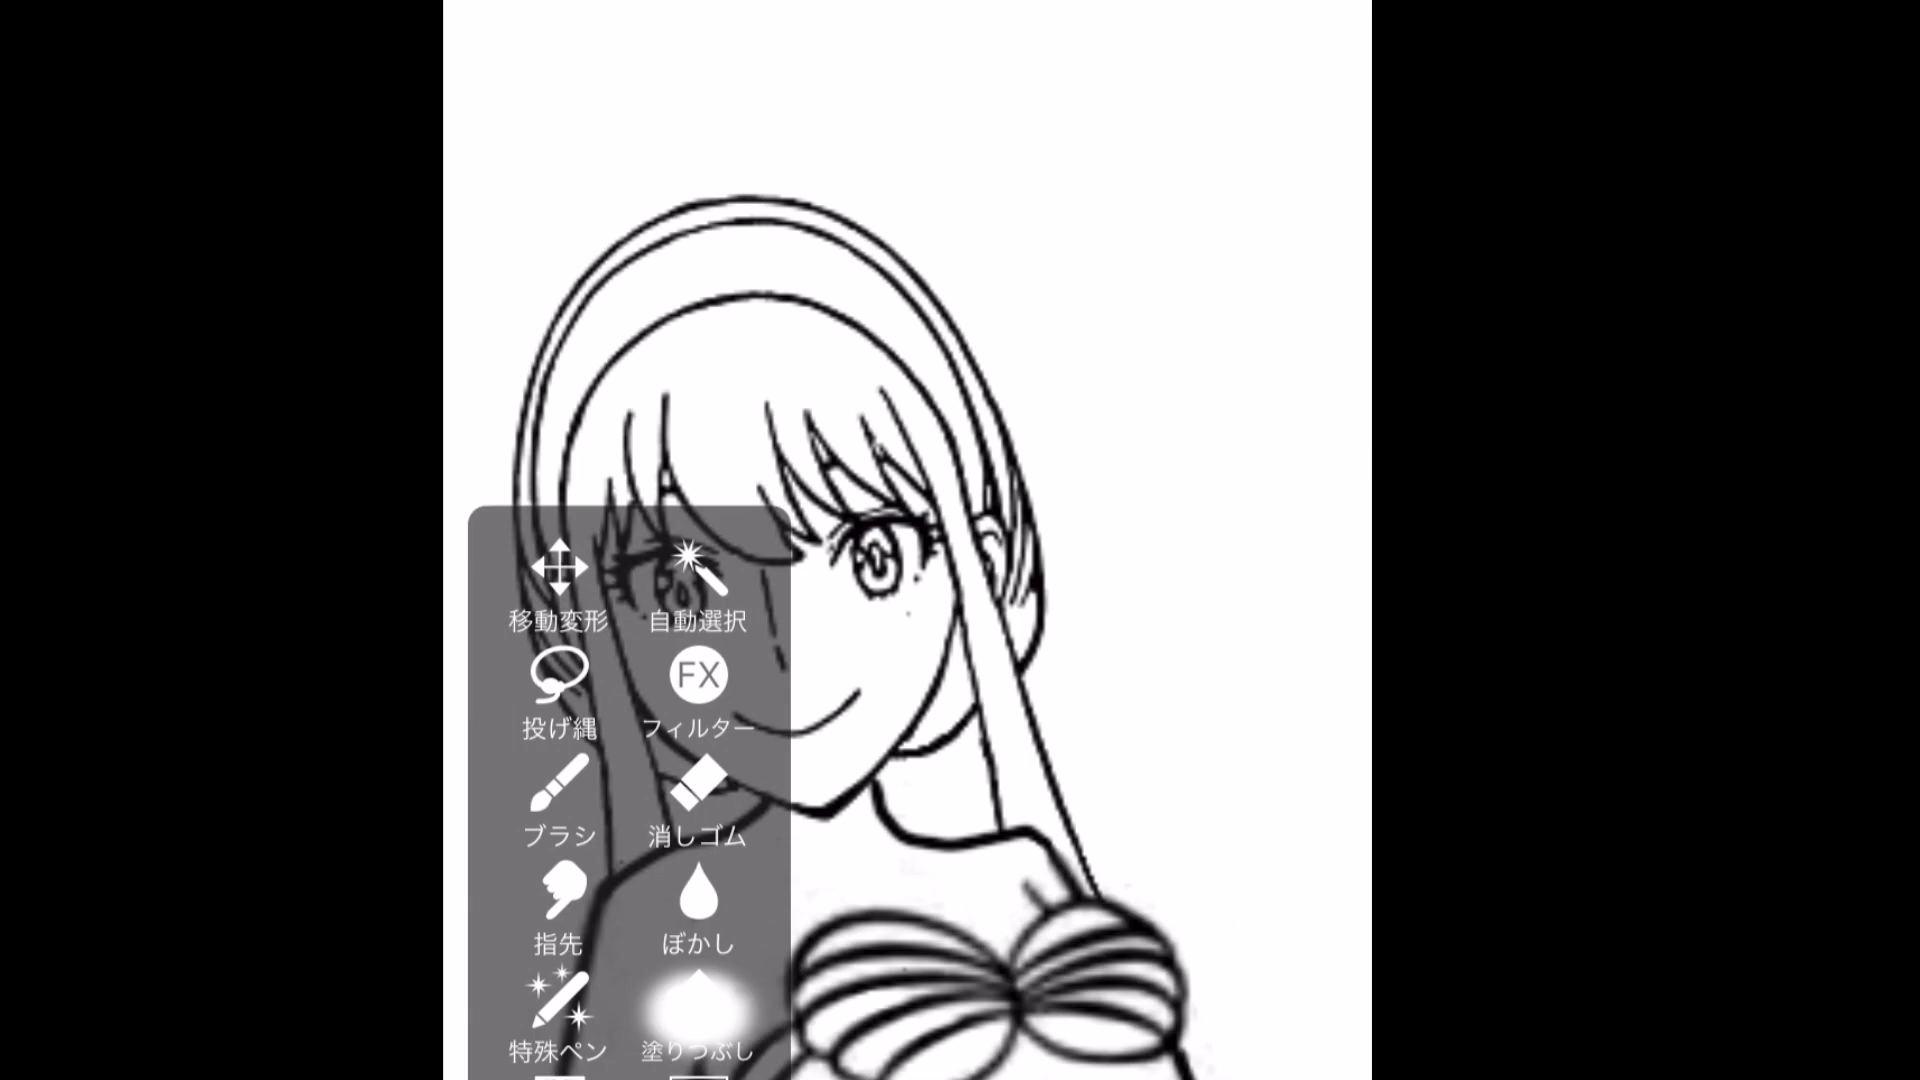 移動変形 自動選択
投げ縄 フィルター
FX
ブラシ 消しゴム
指先 ぼかし
特殊ペン 塗りつぶし